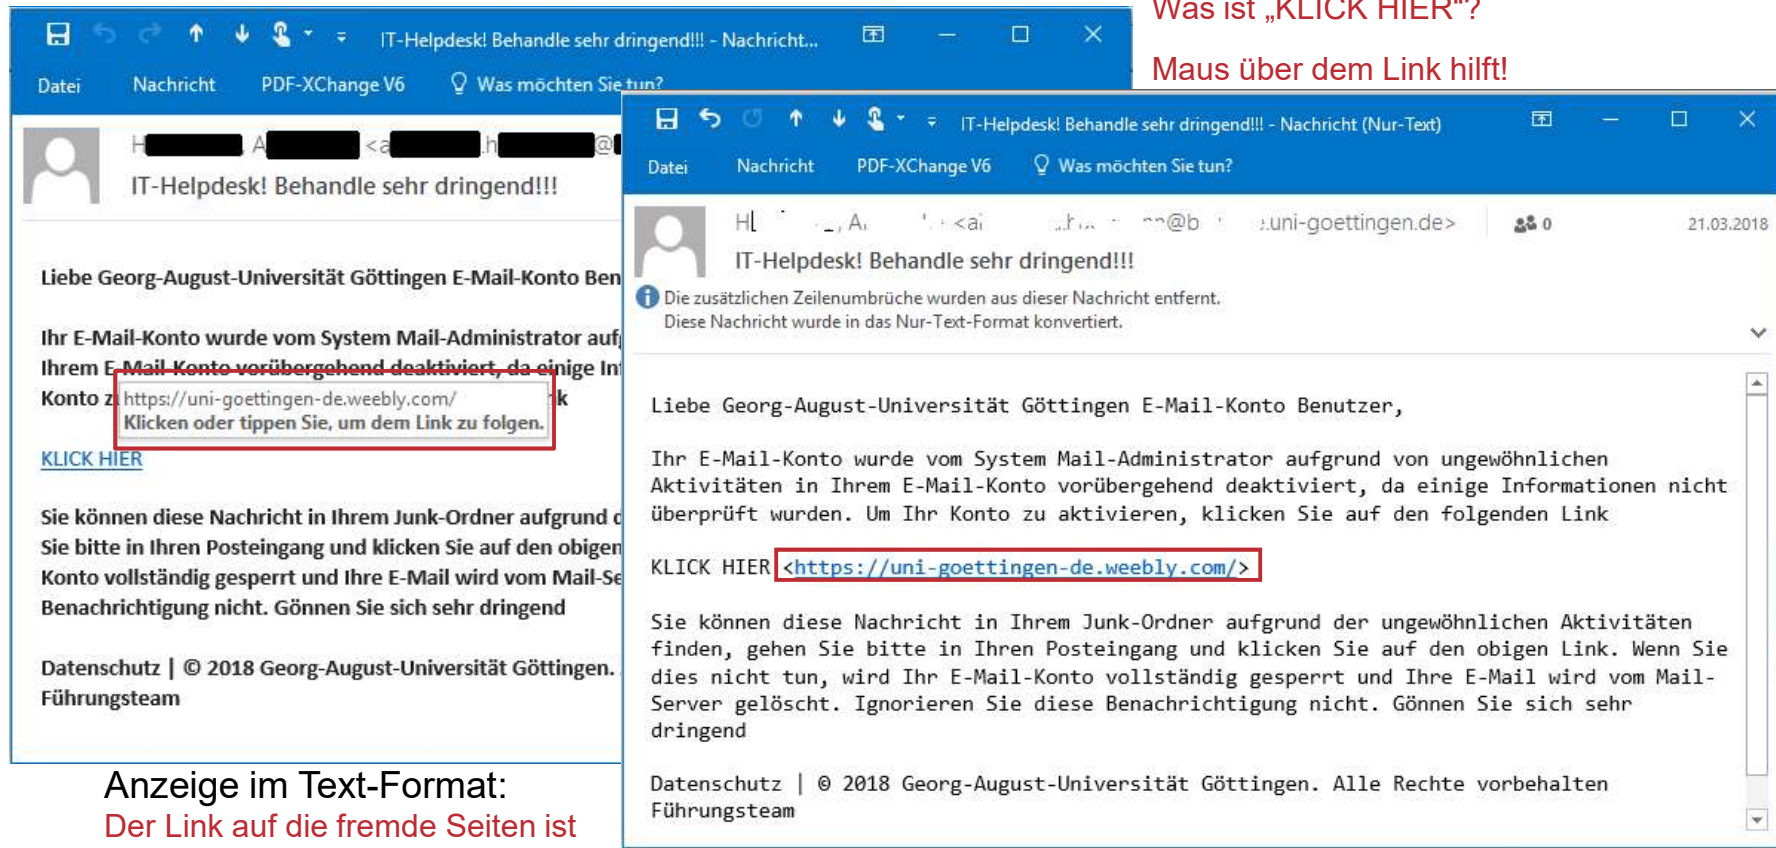 Was ist „KLICK HIER“?
Maus über dem Link hilft!
IT-Helpdesk! Behandle sehr dringend!!! - Nachricht...
Datei Nachricht PDF-XChange V6 Was möchten Sie tun?
H A <a .h @
IT-Helpdesk! Behandle sehr dringend!!!
Liebe Georg-August-Universität Göttingen E-Mail-Konto Ben
Ihr E-Mail-Konto wurde vom System Mail-Administrator auf
Ihrem E-Mail-Konto vorübergehend deaktiviert, da einige In
Konto z k
https://uni-goettingen-de.weebly.com/
Klicken oder tippen Sie, um dem Link zu folgen.
KLICK HIER
Sie können diese Nachricht in Ihrem Junk-Ordner aufgrund d
Sie bitte in Ihren Posteingang und klicken Sie auf den obigen
Konto vollständig gesperrt und Ihre E-Mail wird vom Mail-Se
Benachrichtigung nicht. Gönnen Sie sich sehr dringend
Datenschutz | © 2018 Georg-August-Universität Göttingen.
Führungsteam
IT-Helpdesk! Behandle sehr dringend!!! - Nachricht (Nur-Text)
Datei Nachricht PDF-XChange V6 Was möchten Sie tun?
H , A <ai @b .uni-goettingen.de> 0 21.03.2018
IT-Helpdesk! Behandle sehr dringend!!!
Die zusätzlichen Zeilenumbrüche wurden aus dieser Nachricht entfernt.
Diese Nachricht wurde in das Nur-Text-Format konvertiert.
Liebe Georg-August-Universität Göttingen E-Mail-Konto Benutzer,
Ihr E-Mail-Konto wurde vom System Mail-Administrator aufgrund von ungewöhnlichen
Aktivitäten in Ihrem E-Mail-Konto vorübergehend deaktiviert, da einige Informationen nicht
überprüft wurden. Um Ihr Konto zu aktivieren, klicken Sie auf den folgenden Link
KLICK HIER <https://uni-goettingen-de.weebly.com/>
Sie können diese Nachricht in Ihrem Junk-Ordner aufgrund der ungewöhnlichen Aktivitäten
finden, gehen Sie bitte in Ihren Posteingang und klicken Sie auf den obigen Link. Wenn Sie
dies nicht tun, wird Ihr E-Mail-Konto vollständig gesperrt und Ihre E-Mail wird vom Mail-
Server gelöscht. Ignorieren Sie diese Benachrichtigung nicht. Gönnen Sie sich sehr
dringend
Datenschutz | © 2018 Georg-August-Universität Göttingen. Alle Rechte vorbehalten
Führungsteam
Anzeige im Text-Format:
Der Link auf die fremde Seiten ist